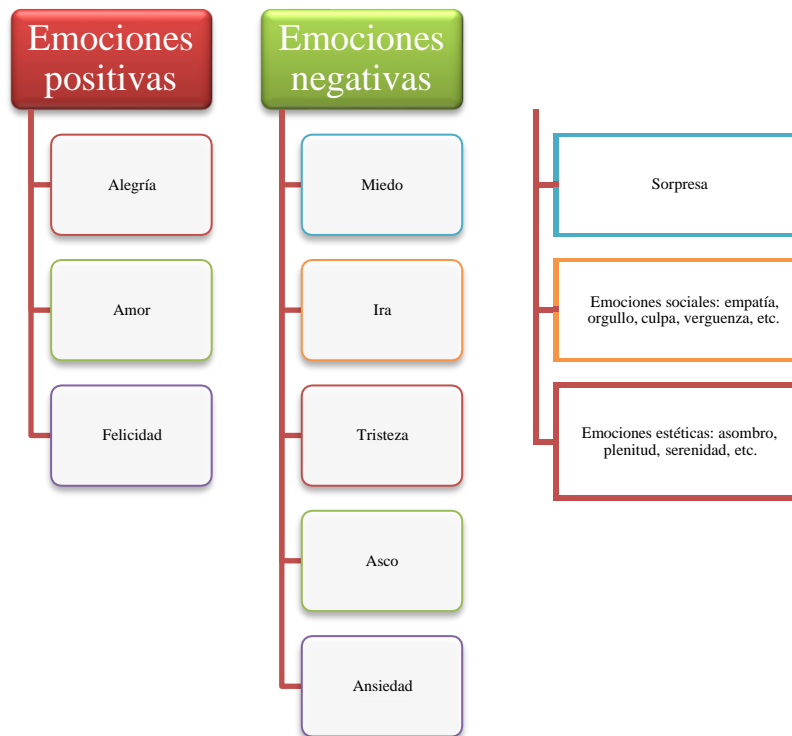 Emociones
positivas
Alegría
Amor
Felicidad
Emociones
negativas
Miedo
Ira
Tristeza
Asco
Ansiedad
Sorpresa
Emociones sociales: empatía,
orgullo, culpa, verguenza, etc.
Emociones estéticas: asombro,
plenitud, serenidad, etc.